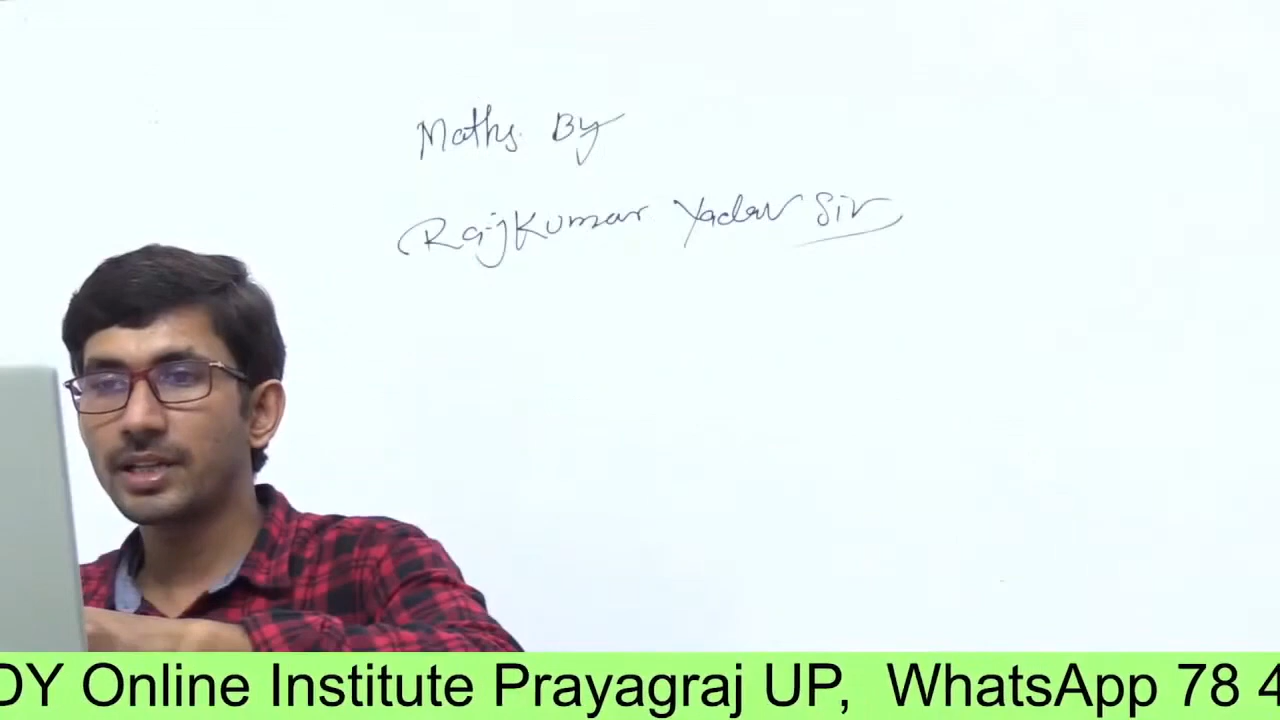 Maths By
Rajkumar Yadav Sir
DY Online Institute Prayagraj UP, WhatsApp 78 4